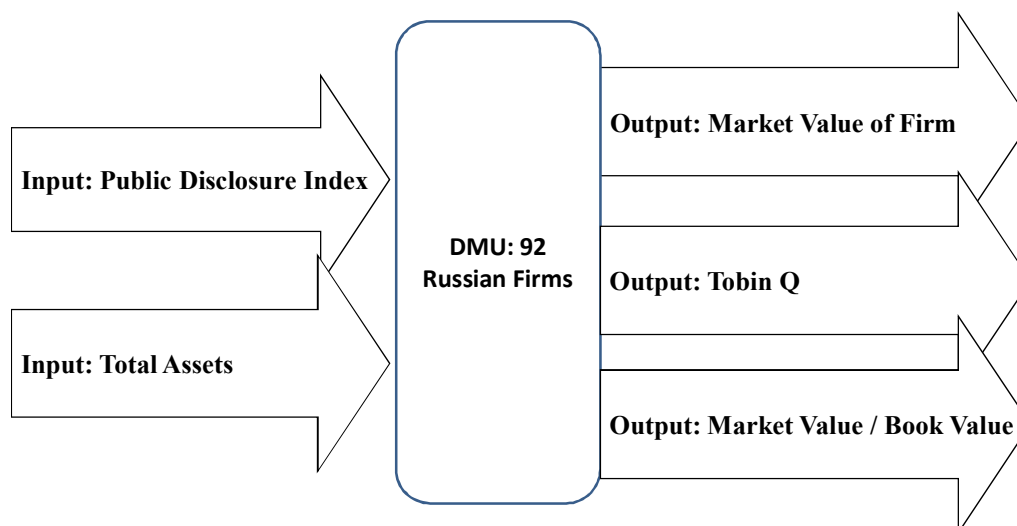 Input: Public Disclosure Index
Input: Total Assets
DMU: 92
Russian Firms
Output: Market Value of Firm
Output: Tobin Q
Output: Market Value / Book Value